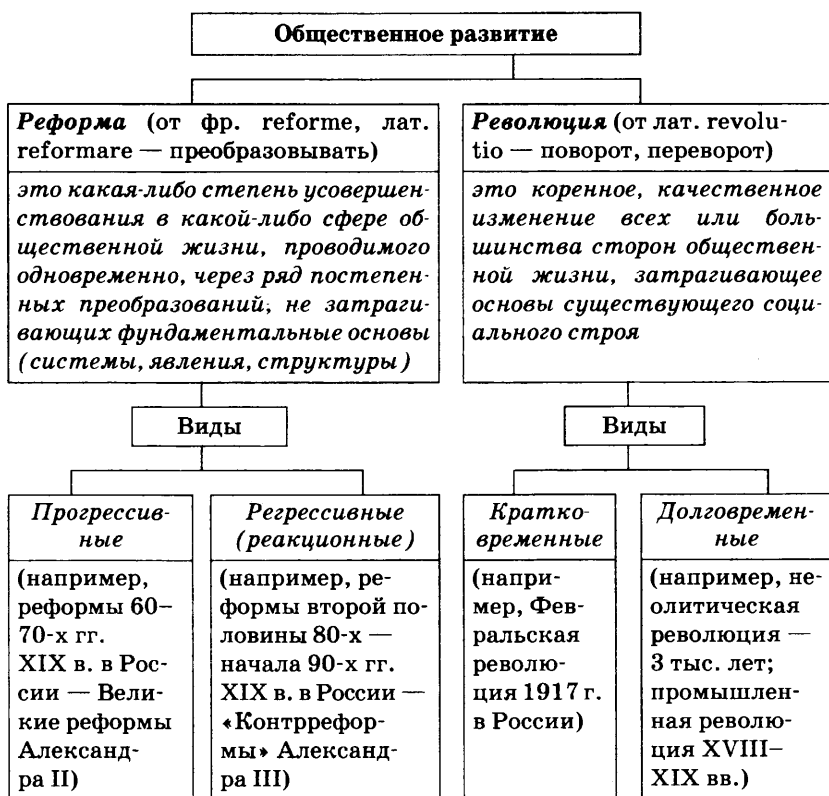 Общественное развитие
Реформа (от фр. reforme, лат.
reformare — преобразовывать)
это какая-либо степень усовершен-
ствования в какой-либо сфере об-
щественной жизни, проводимого
одновременно, через ряд постепен-
ных преобразований, не затраги-
вающих фундаментальные основы
(системы, явления, структуры)
Революция (от лат. revolu-
tio — поворот, переворот)
это коренное, качественное
изменение всех или боль-
шинства сторон обществен-
ной жизни, затрагивающее
основы существующего соци-
ального строя
Виды
Виды
Прогрессив-
ные
(например,
реформы 60–
70-х гг.
XIX в. в Рос-
сии — Вели-
кие реформы
Александ-
ра II)
Регрессивные
(реакционные)
(например, ре-
формы второй по-
ловины 80-х —
начала 90-х гг.
XIX в. в России —
«Контррефор-
мы» Александ-
ра III)
Кратко-
временные
(напри-
мер, Фев-
ральская
револю-
ция 1917 г.
в России)
Долговремен-
ные
(например, не-
олитическая
революция —
3 тыс. лет;
промышлен-
ная револю-
ция XVIII–
XIX вв.)